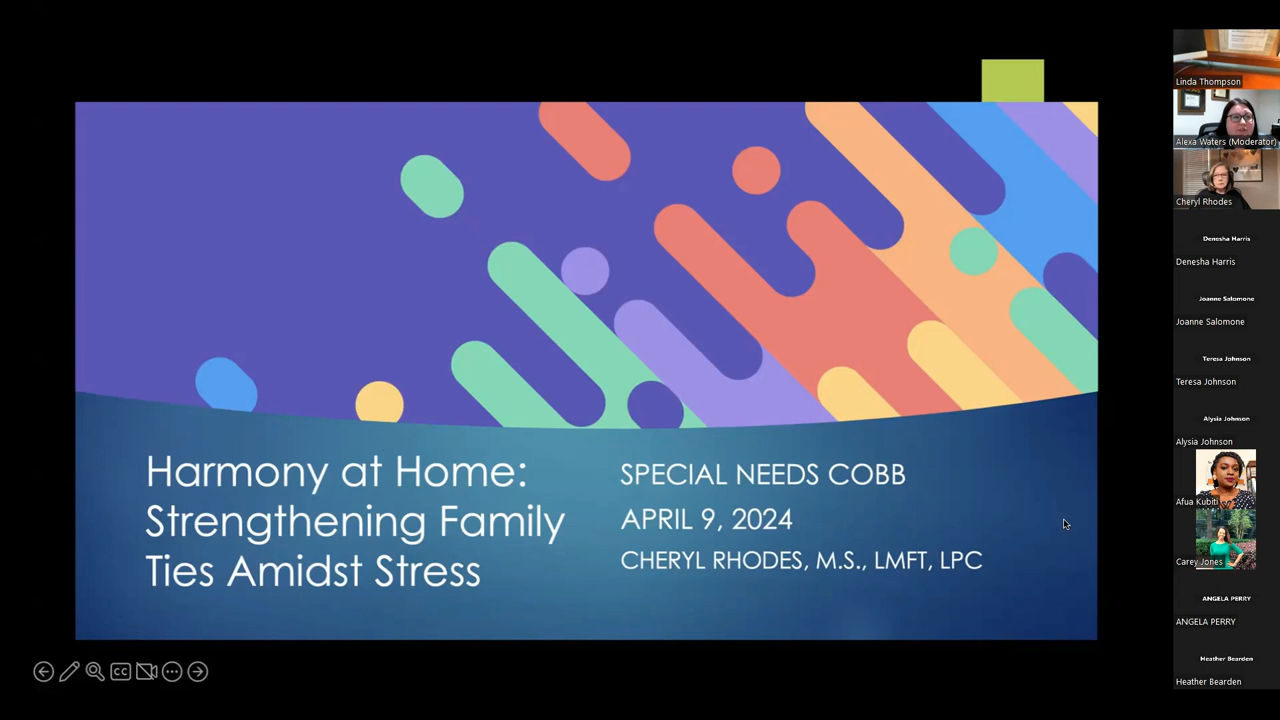 Harmony at Home:
Strengthening Family
Ties Amidst Stress
SPECIAL NEEDS COBB
APRIL 9, 2024
CHERYL RHODES, M.S., LMFT, LPC
CC
Linda Thompson
Alexa Waters (Moderator)
Cheryl Rhodes
Denesha Harris
Denesha Harris
Joanne Salomone
Joanne Salomone
Teresa Johnson
Teresa Johnson
Alysia Johnson
Alysia Johnson
Afua Kubiti
Carey Jones
ANGELA PERRY
ANGELA PERRY
Heather Bearden
Heather Bearden